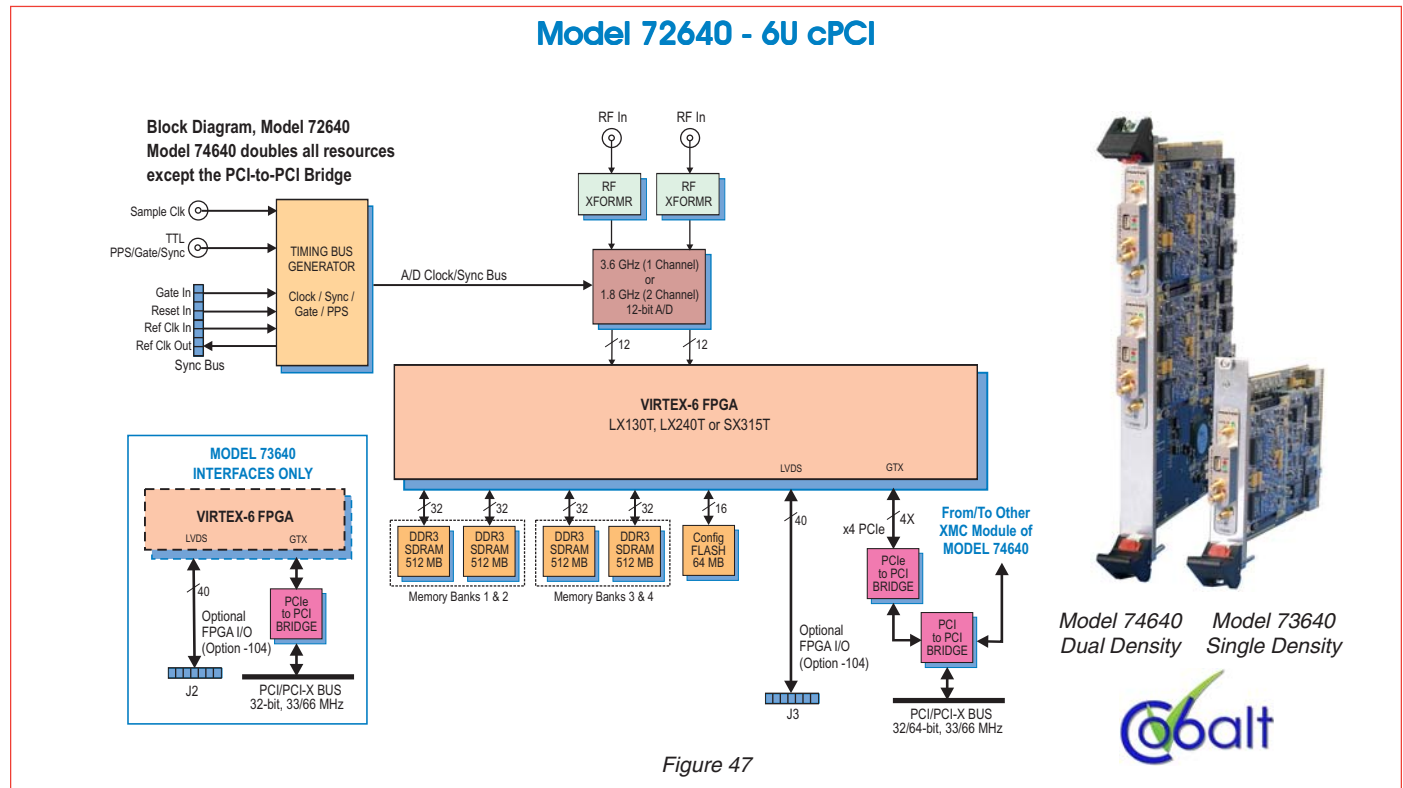 Model 72640 - 6U cPCI
Block Diagram, Model 72640
Model 74640 doubles all resources
except the PCI-to-PCI Bridge
RF In
RF In
RF
XFORMR
RF
XFORMR
Sample Clk
TTL
PPS/Gate/Sync
Gate In
Reset In
Ref Clk In
Ref Clk Out
Sync Bus
TIMING BUS
GENERATOR
Clock / Sync /
Gate / PPS
A/D Clock/Sync Bus
3.6 GHz (1 Channel)
or
1.8 GHz (2 Channel)
12-bit A/D
12
12
VIRTEX-6 FPGA
LX130T, LX240T or SX315T
LVDS
GTX
32
32
32
32
16
40
4X
x4 PCIe
DDR3
SDRAM
512 MB
DDR3
SDRAM
512 MB
DDR3
SDRAM
512 MB
DDR3
SDRAM
512 MB
Config
FLASH
64 MB
Memory Banks 1 & 2
Memory Banks 3 & 4
Optional
FPGA I/O
(Option -104)
J3
PCIe
to PCI
BRIDGE
PCI
to PCI
BRIDGE
From/To Other
XMC Module of
MODEL 74640
PCI/PCI-X BUS
32/64-bit, 33/66 MHz
MODEL 73640
INTERFACES ONLY
VIRTEX-6 FPGA
LVDS
GTX
40
Optional
FPGA I/O
(Option -104)
PCIe
to PCI
BRIDGE
J2
PCI/PCI-X BUS
32-bit, 33/66 MHz
Model 74640
Dual Density
Model 73640
Single Density
Cobalt
Figure 47